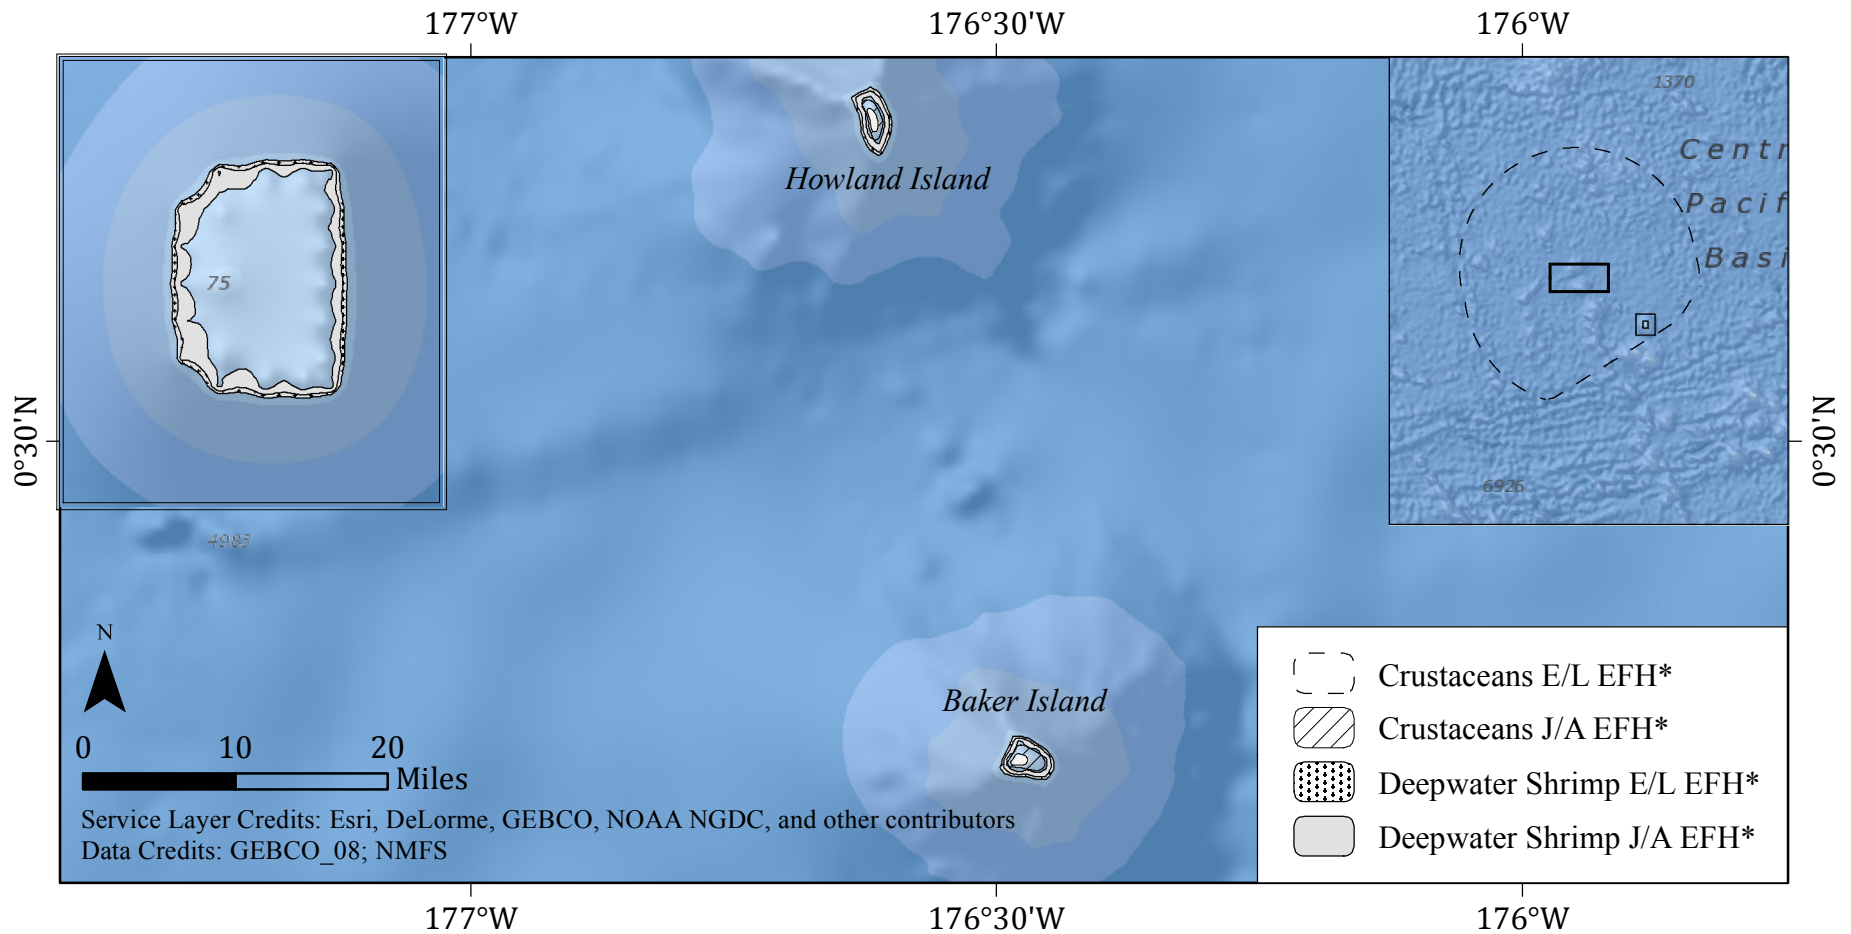 177°W
176°30'W
176°W
1370
Centr
Pacif
Basi
Howland Island
75
0°30'N
0°30'N
6926
4983
N
Baker Island
0 10 20
Miles
Service Layer Credits: Esri, DeLorme, GEBCO, NOAA NGDC, and other contributors
Data Credits: GEBCO_08; NMFS
Crustaceans E/L EFH*
Crustaceans J/A EFH*
Deepwater Shrimp E/L EFH*
Deepwater Shrimp J/A EFH*
177°W
176°30'W
176°W